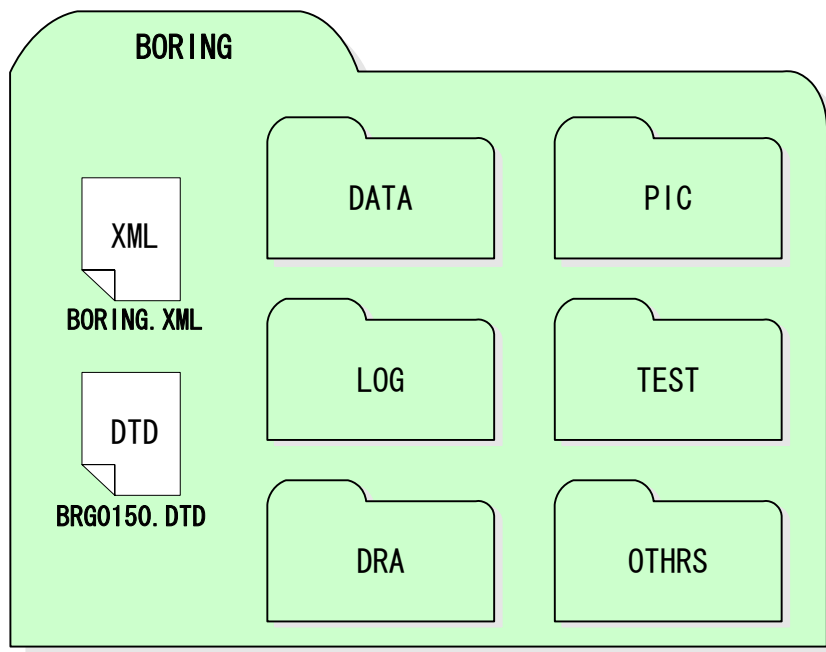 BORING
DATA
PIC
XML
BORING.XML
LOG
TEST
DTD
BRG0150.DTD
DRA
OTHRS